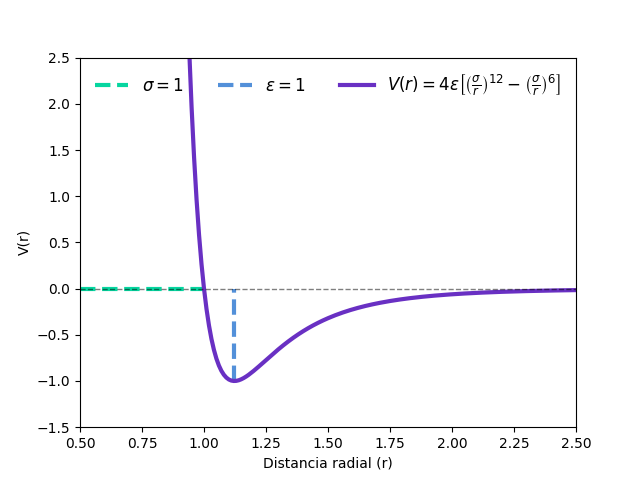 σ = 1
ε = 1
V(r) = 4ε[(σ/r)^12 − (σ/r)^6]
2.5
2.0
1.5
1.0
0.5
0.0
−0.5
−1.0
−1.5
V(r)
0.50 0.75 1.00 1.25 1.50 1.75 2.00 2.25 2.50
Distancia radial (r)